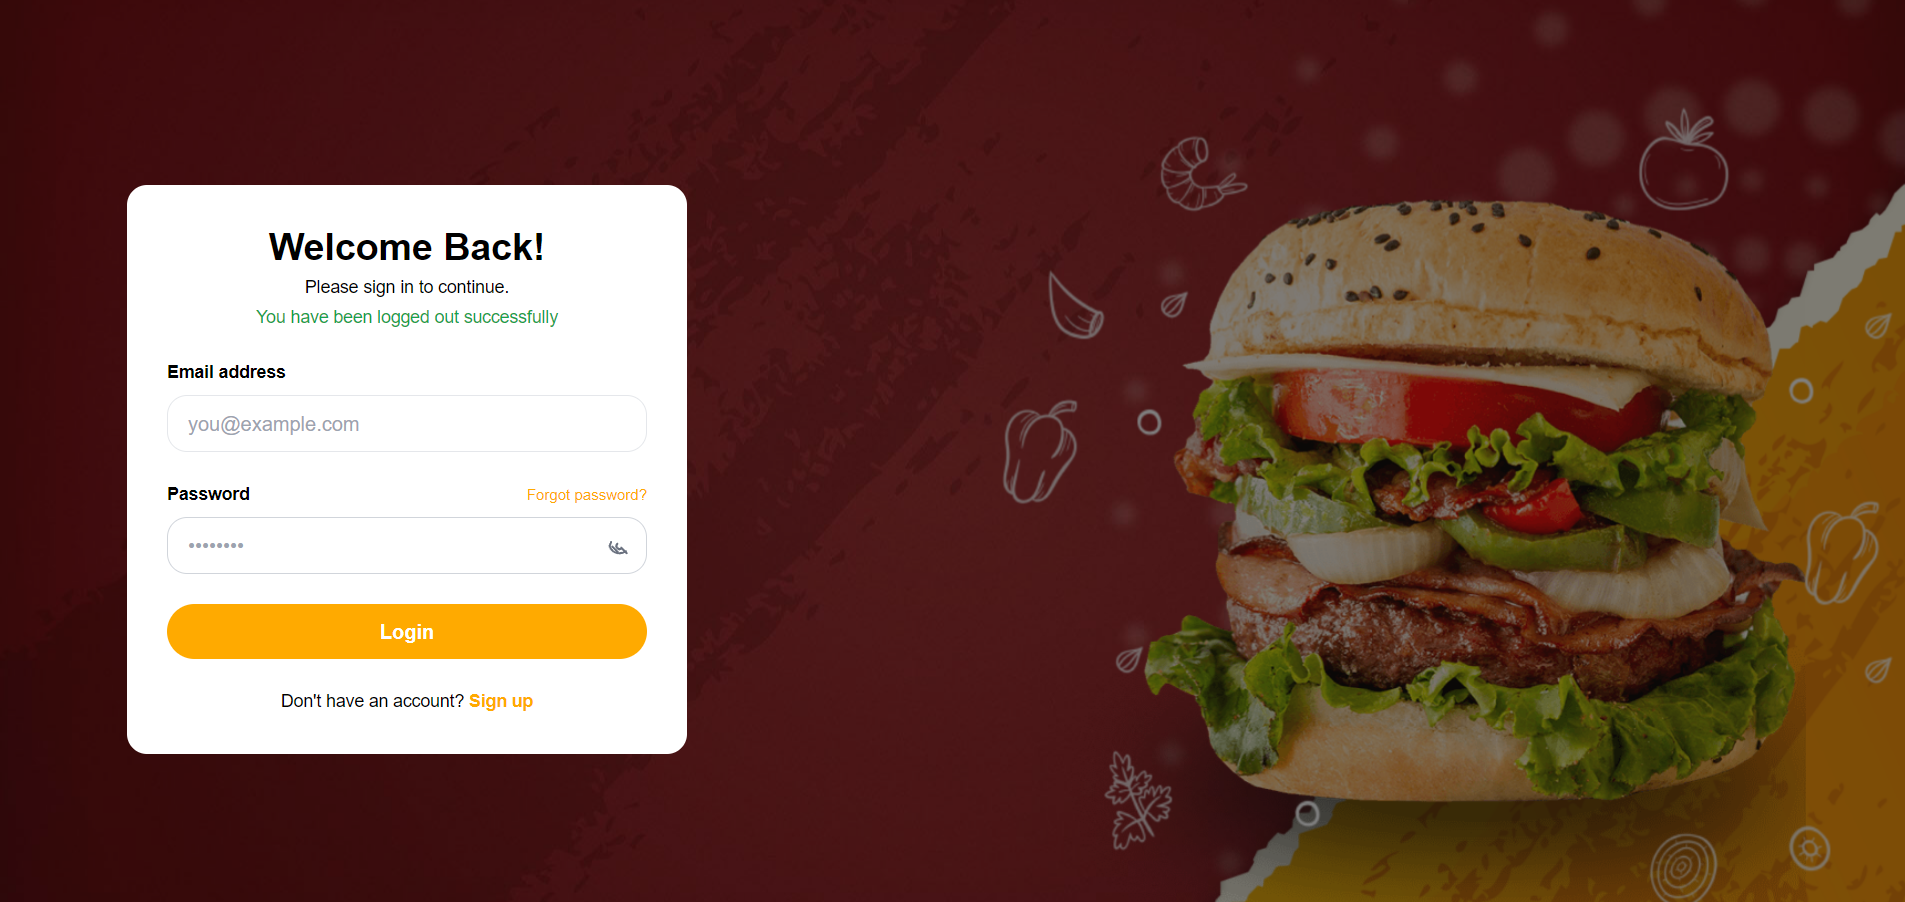 Welcome Back!
Please sign in to continue.
You have been logged out successfully
Email address
you@example.com
Password
Forgot password?
••••••••
Login
Don't have an account? Sign up